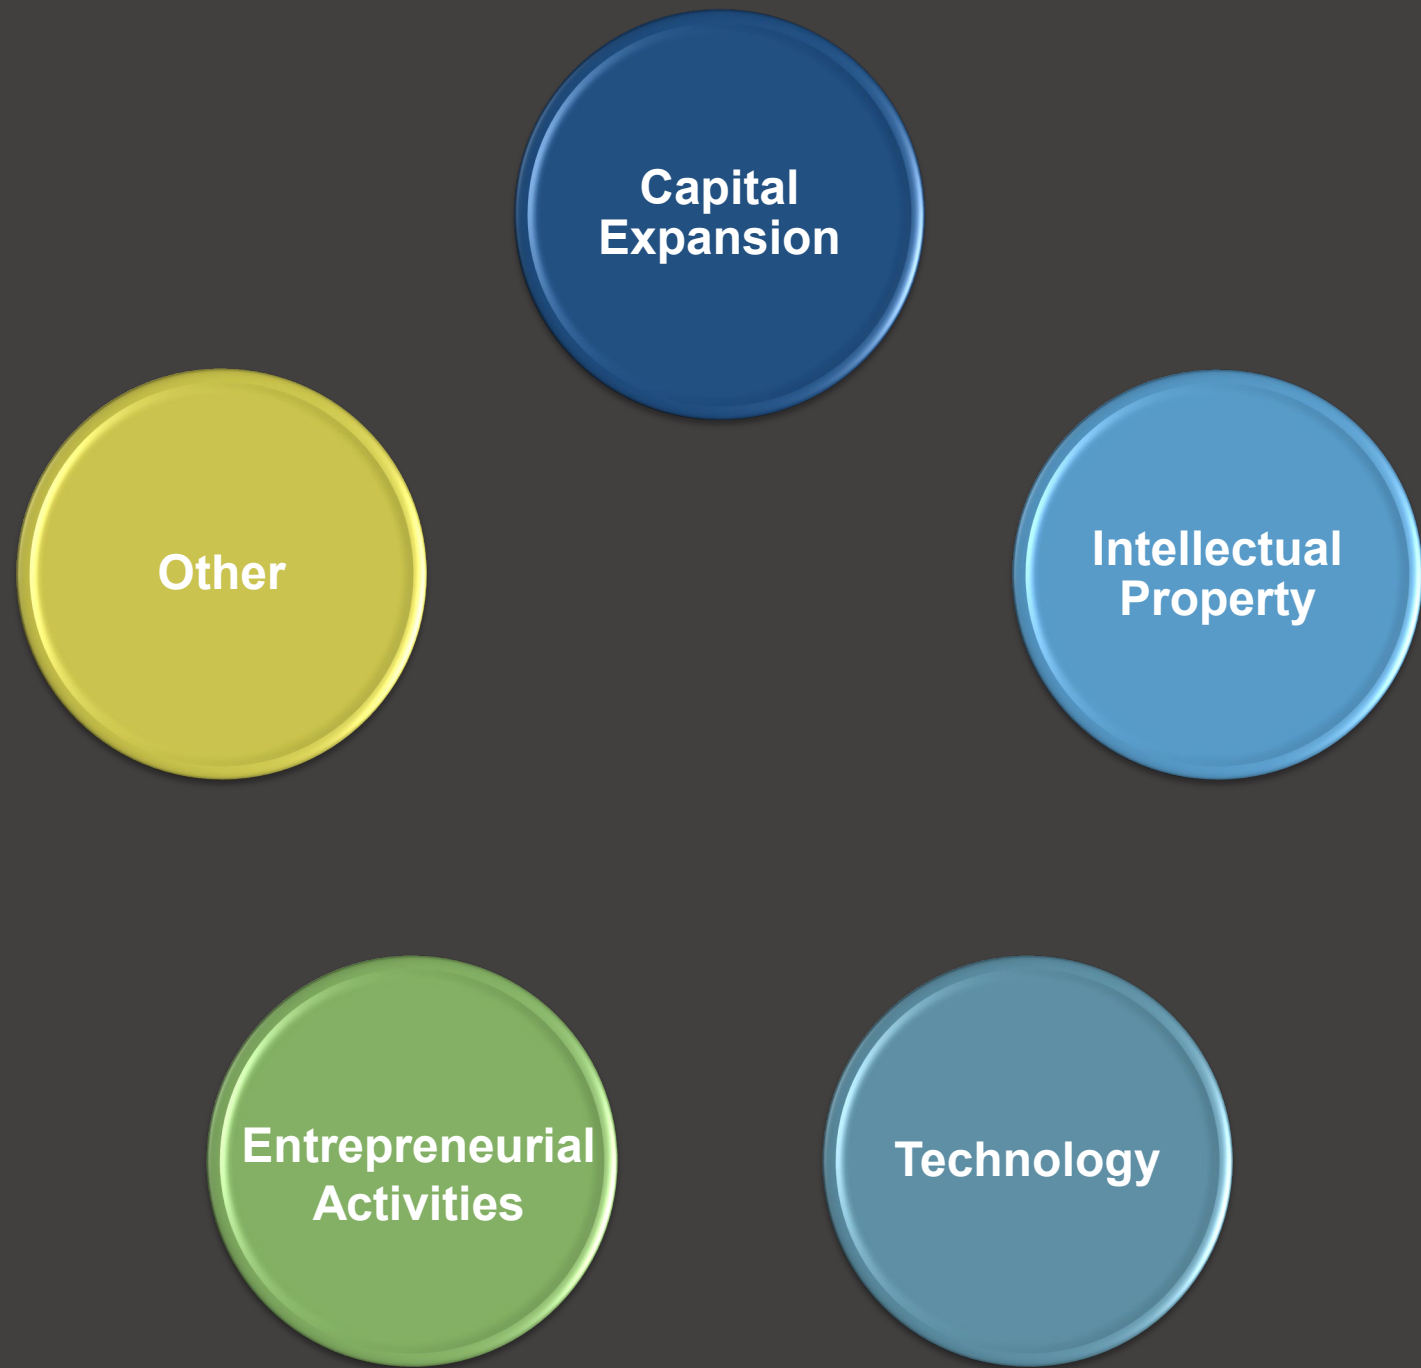 Capital
Expansion
Other
Intellectual
Property
Entrepreneurial
Activities
Technology